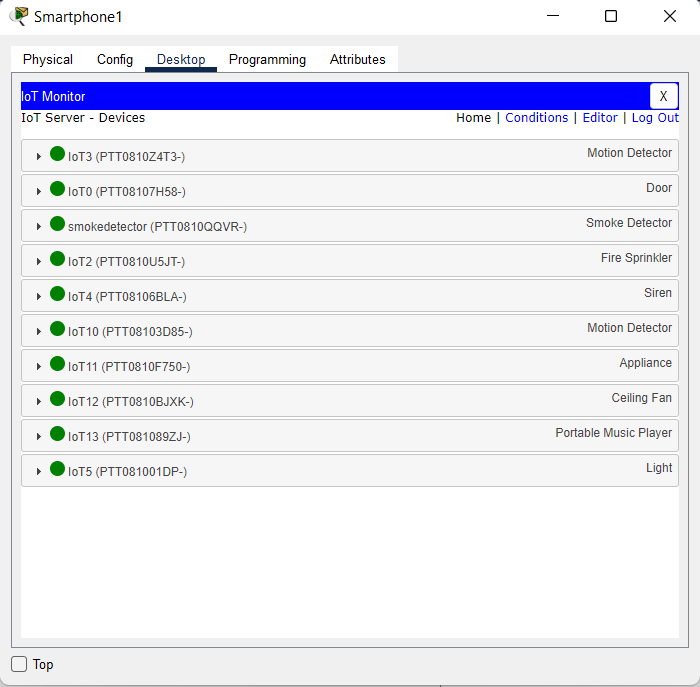 Smartphone1
Physical Config Desktop Programming Attributes
IoT Monitor X
IoT Server - Devices Home | Conditions | Editor | Log Out
IoT3 (PTT0810Z4T3-) Motion Detector
IoT0 (PTT08107H58-) Door
smokedetector (PTT0810QQVR-) Smoke Detector
IoT2 (PTT0810U5JT-) Fire Sprinkler
IoT4 (PTT08106BLA-) Siren
IoT10 (PTT08103D85-) Motion Detector
IoT11 (PTT0810F750-) Appliance
IoT12 (PTT0810BJXK-) Ceiling Fan
IoT13 (PTT081089ZJ-) Portable Music Player
IoT5 (PTT081001DP-) Light
Top